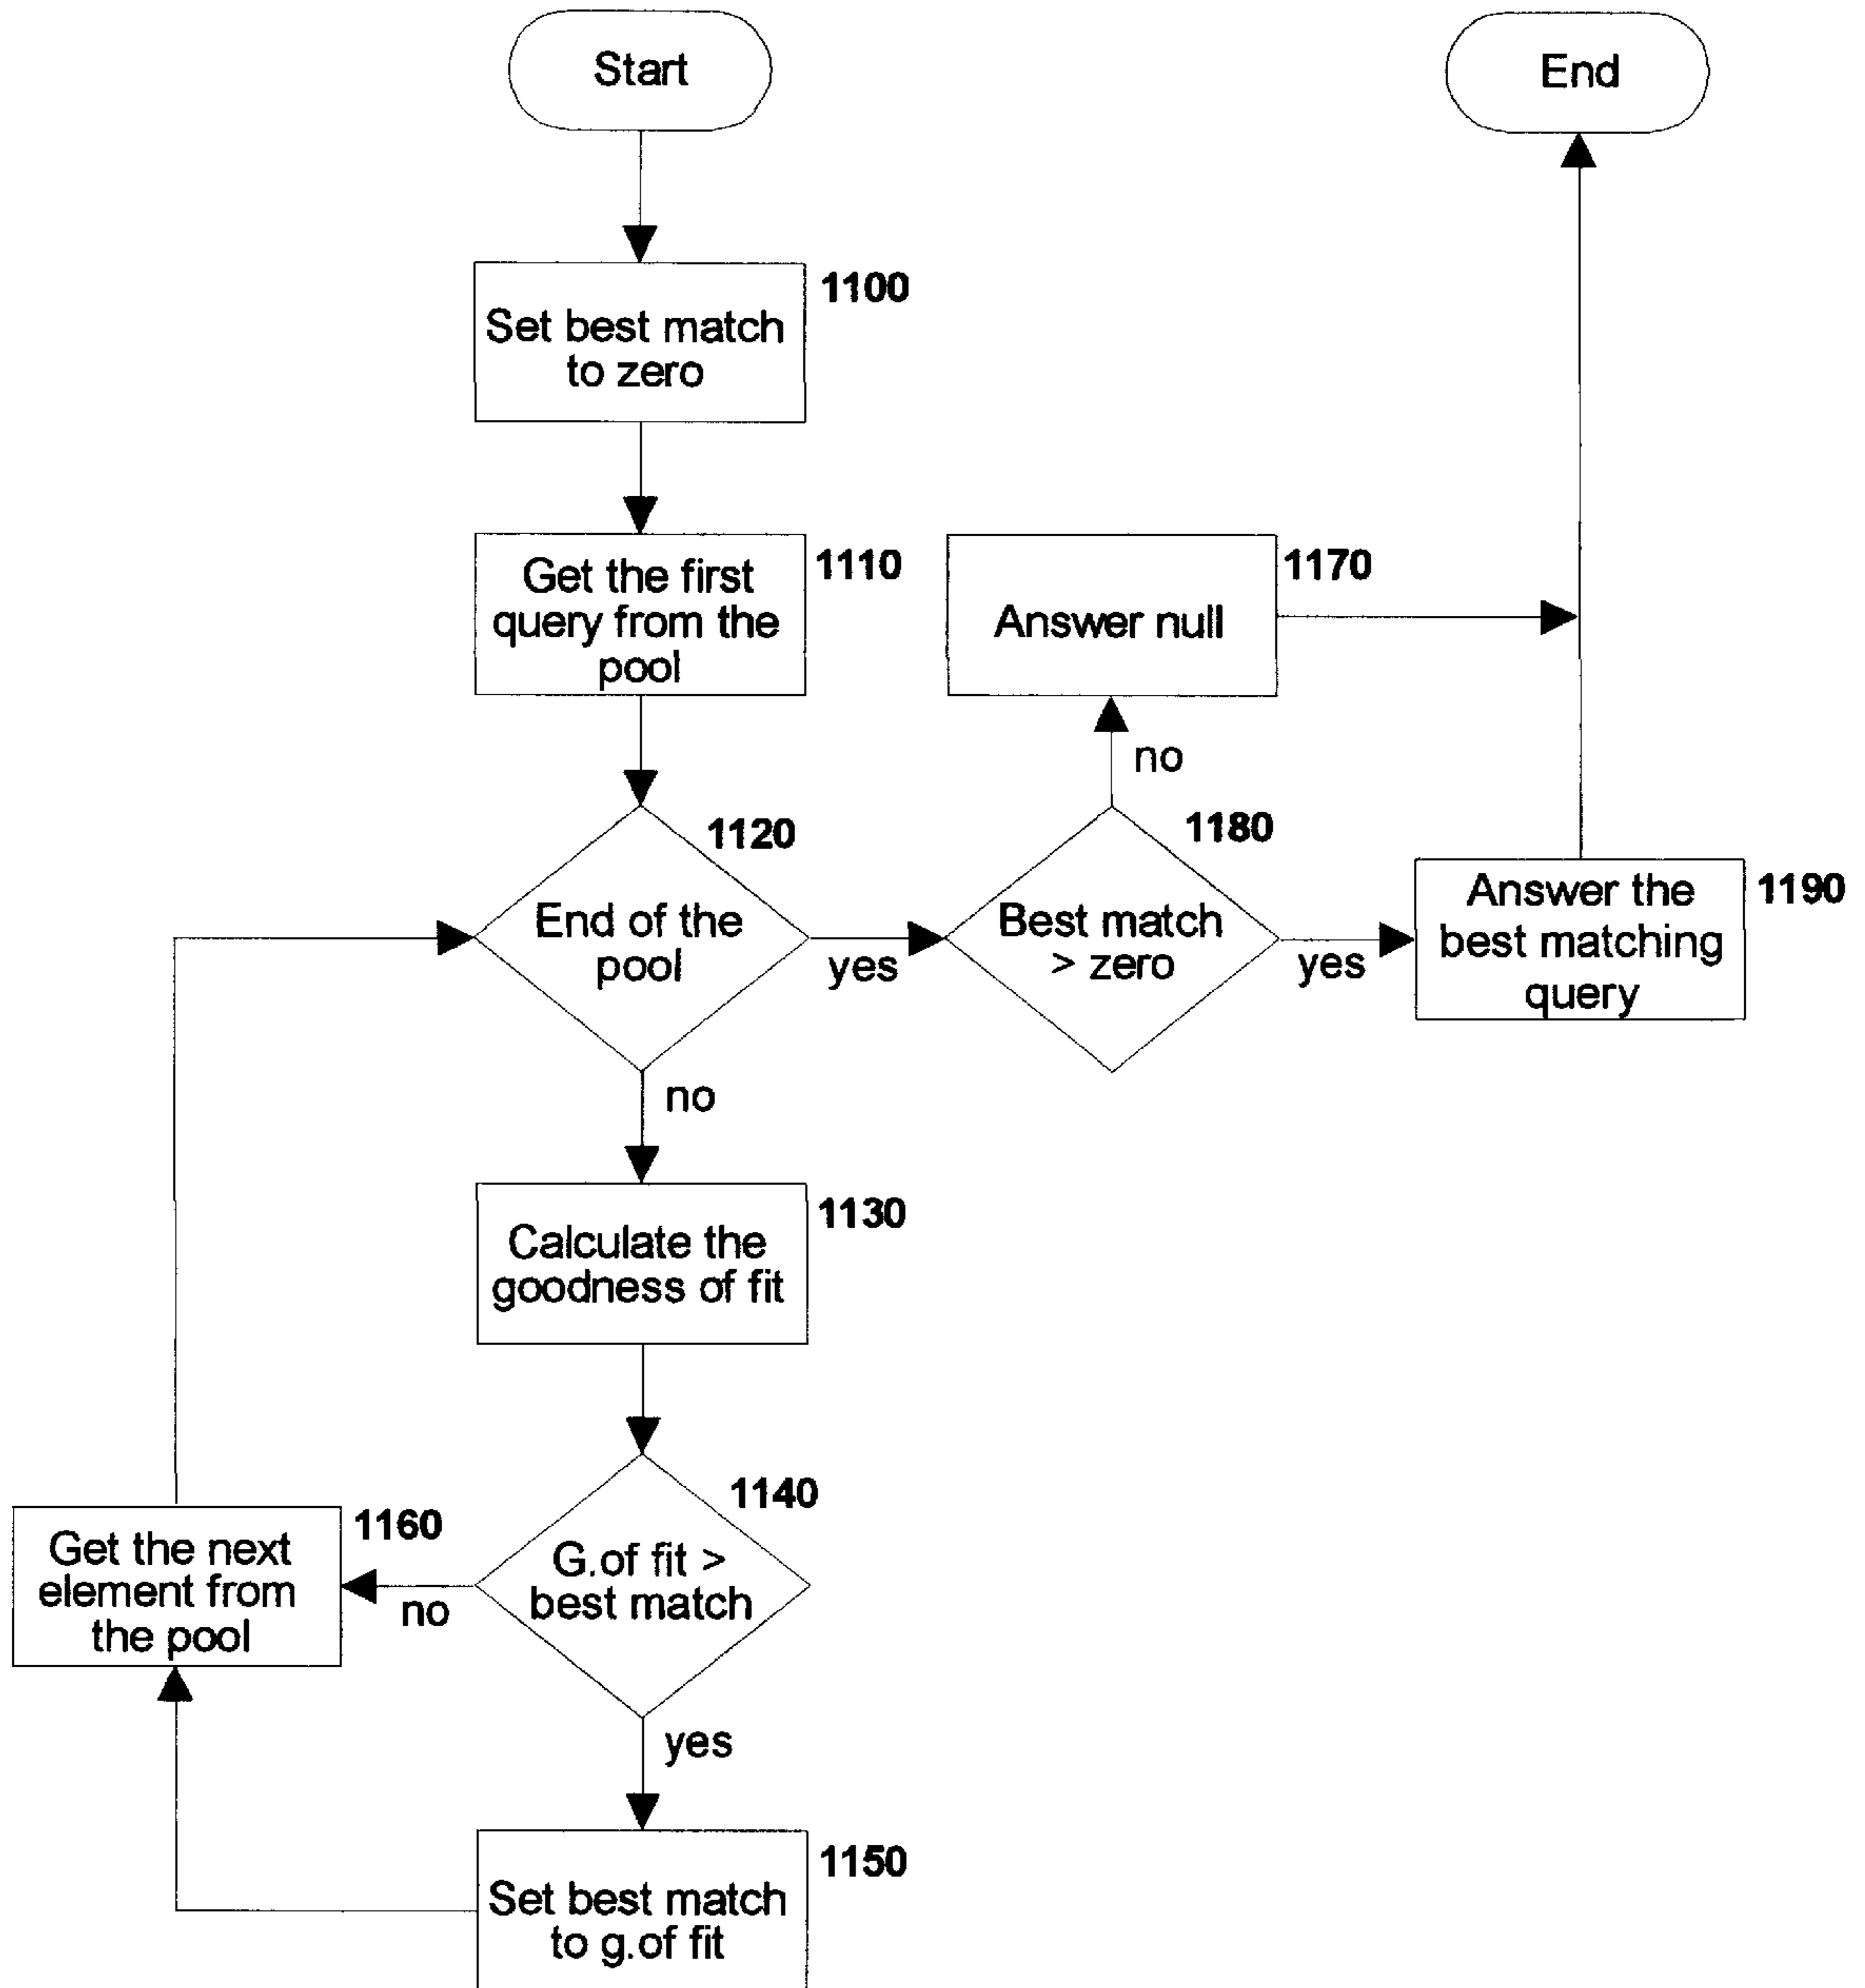 Start
End
1100
Set best match
to zero
1110
Get the first
query from the
pool
1170
Answer null
no
1120
End of the
pool
yes
1180
Best match
> zero
yes
1190
Answer the
best matching
query
no
1130
Calculate the
goodness of fit
1140
G.of fit >
best match
no
1160
Get the next
element from
the pool
yes
1150
Set best match
to g.of fit